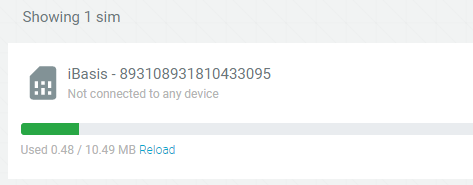 Showing 1 sim
iBasis - 893108931810433095
Not connected to any device
Used 0.48 / 10.49 MB Reload